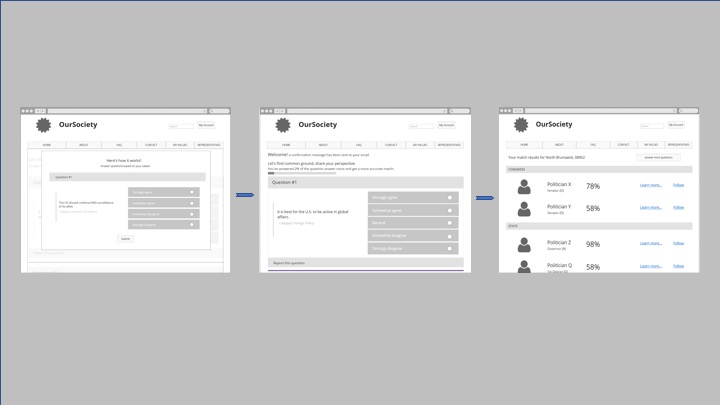 OurSociety
My Account
HOME ABOUT FAQ CONTACT MY VALUES REPRESENTATIVES
Here's how it works!
Answer questions based on your values
Question #1
The US should continue surveillance of its allies
Strongly agree
Somewhat agree
Somewhat disagree
Strongly disagree
Submit
OurSociety
My Account
HOME ABOUT FAQ CONTACT MY VALUES REPRESENTATIVES
Welcome! A confirmation message has been sent to your email
Let's find common ground: share your perspective.
You've answered 2% of the question answer more and get a more accurate match.
Question #1
It is best for the U.S. to be active in global
affairs.
Category: Foreign Policy
Strongly agree
Somewhat agree
Neutral
Somewhat disagree
Strongly disagree
Report this question
OurSociety
My Account
HOME ABOUT FAQ CONTACT MY VALUES REPRESENTATIVES
Your match results for North Brunswick, 08902
answer more questions
CONGRESS
Politician X 78% Learn more... Follow
Senator (D)
Politician Y 58% Learn more... Follow
Senator (D)
STATE
Politician Z 98% Learn more... Follow
Governor (R)
Politician Q 58% Learn more... Follow